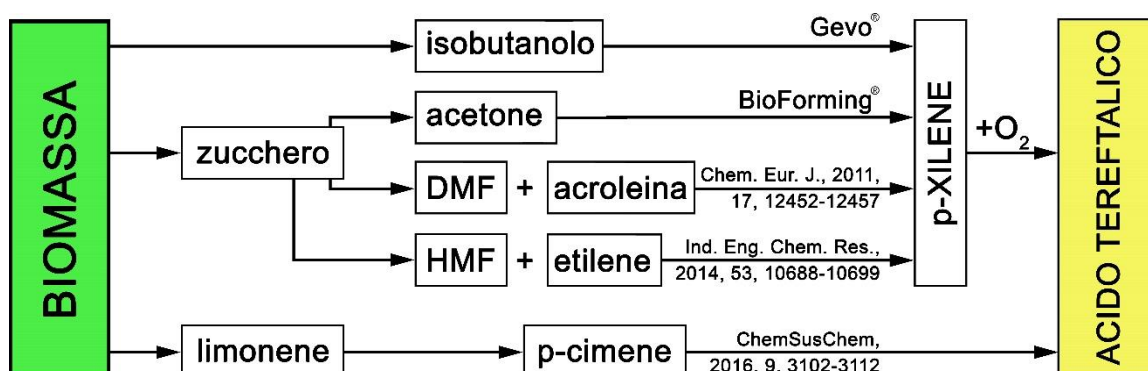 BIOMASSA
isobutanolo
Gevo®
zucchero
acetone
BioForming®
DMF + acroleina
Chem. Eur. J., 2011,
17, 12452-12457
HMF + etilene
Ind. Eng. Chem. Res.,
2014, 53, 10688-10699
p-XILENE
+O₂
limonene
p-cimene
ChemSusChem,
2016, 9, 3102-3112
ACIDO TEREFTALICO